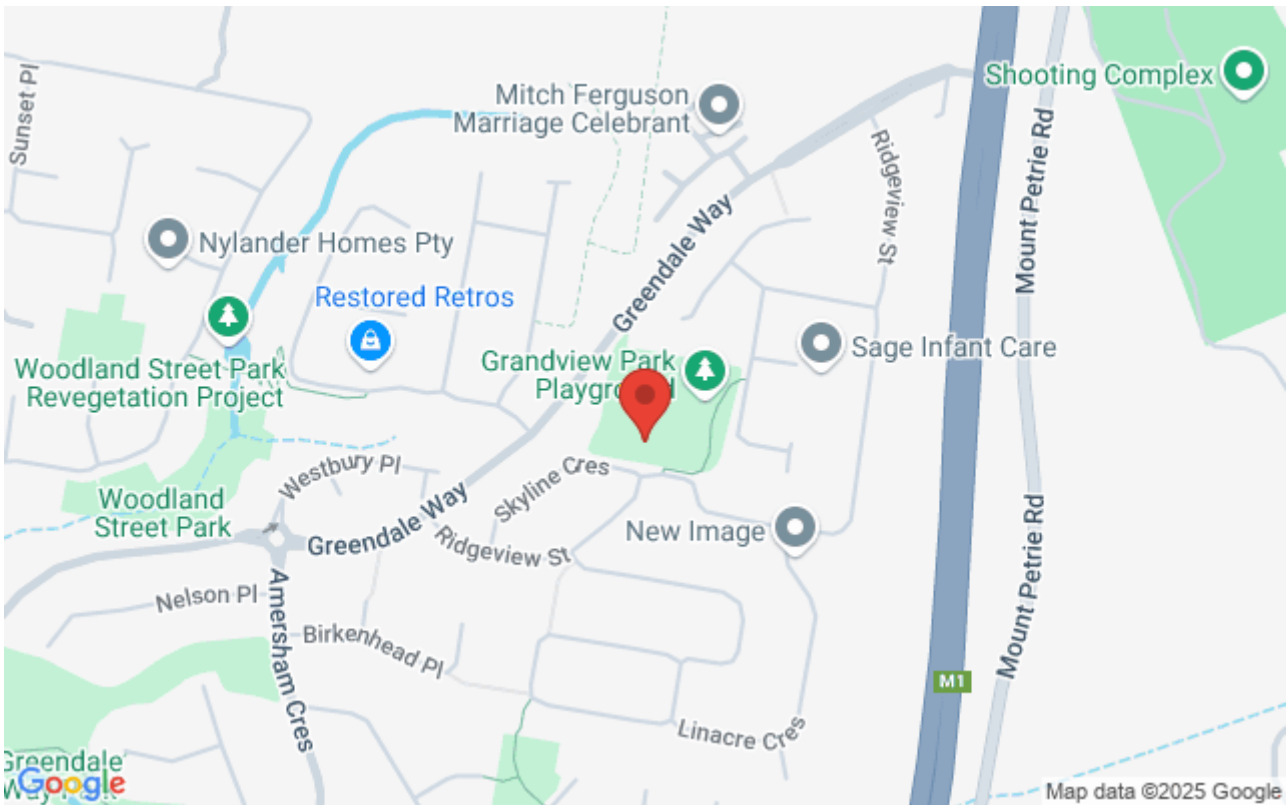 Sunset Pl
Mitch Ferguson
Marriage Celebrant
Shooting Complex
Ridgeview St
Mount Petrie Rd
Nylander Homes Pty
Greendale Way
Restored Retros
Woodland Street Park
Revegetation Project
Grandview Park
Sage Infant Care
Westbury Pl
Skyline Cres
Woodland
Street Park
Greendale Way
Ridgeview St
New Image
Mount Petrie Rd
Nelson Pl
Amersham Cres
Birkenhead Pl
M1
Linacre Cres
Greendale
Google
Map data ©2025 Google